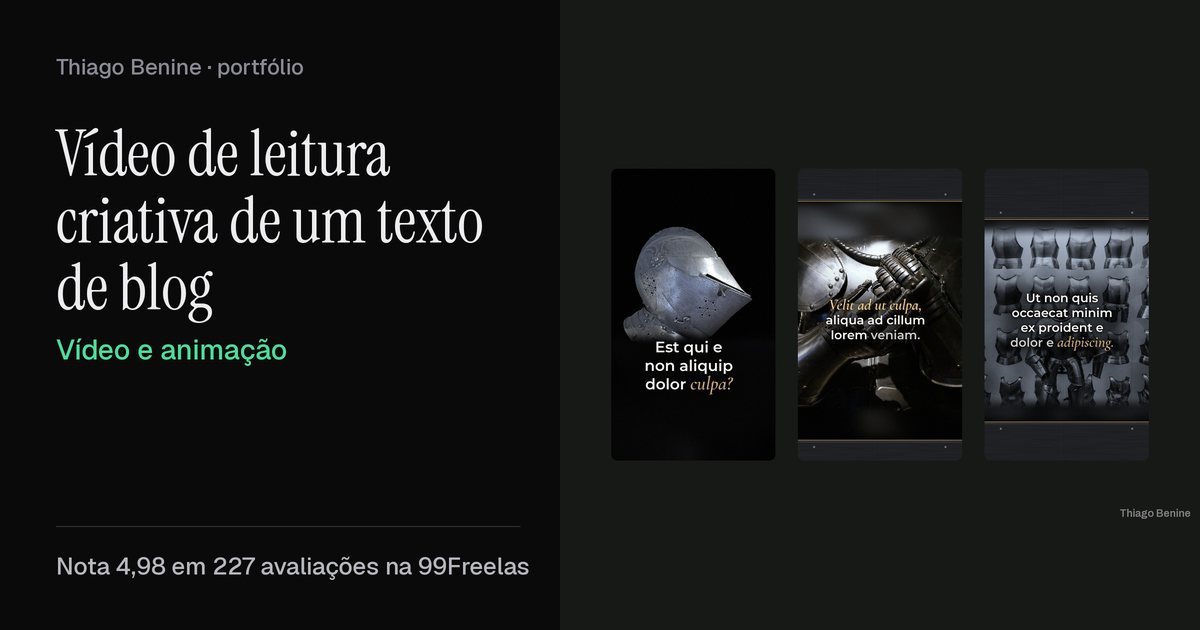 Thiago Benine · portfólio
Vídeo de leitura
criativa de um texto
de blog
Vídeo e animação
Nota 4,98 em 227 avaliações na 99Freelas
Est qui e
non aliquip
dolor culpa?
Velit ad ut culpa,
aliqua ad cillum
lorem veniam.
Ut non quis
occaecat minim
ex proident e
dolor e adipiscing.
Thiago Benine